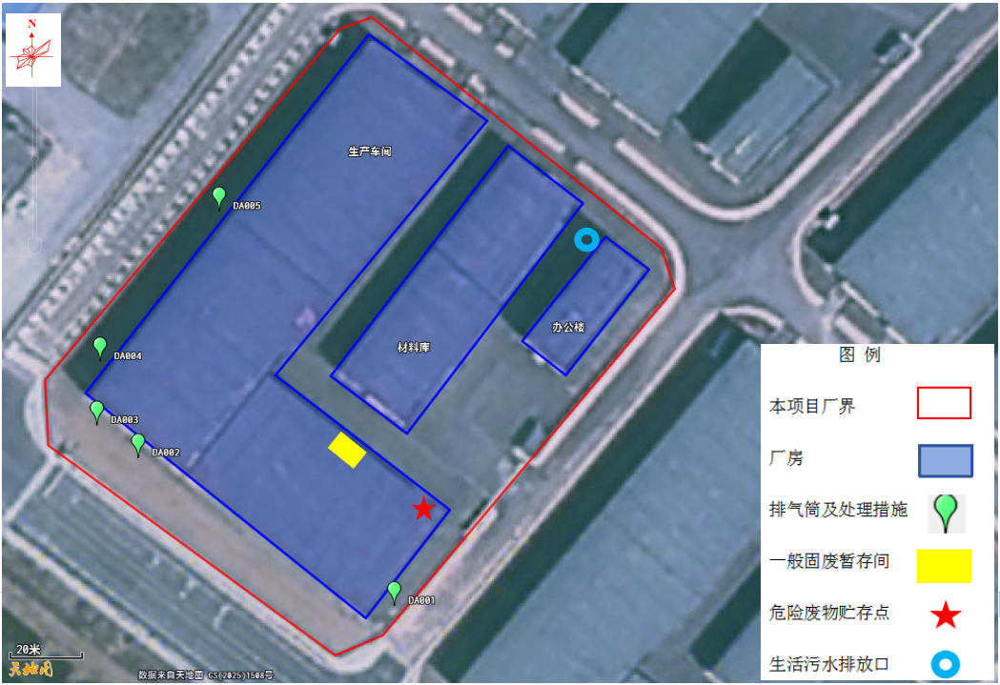 N
生产车间
DA005
办公楼
材料库
DA004
DA003
DA002
DA001
图 例
本项目厂界
厂房
排气筒及处理措施
一般固废暂存间
危险废物贮存点
生活污水排放口
20米
天地图
数据来自天地图 GS(2025)1508号